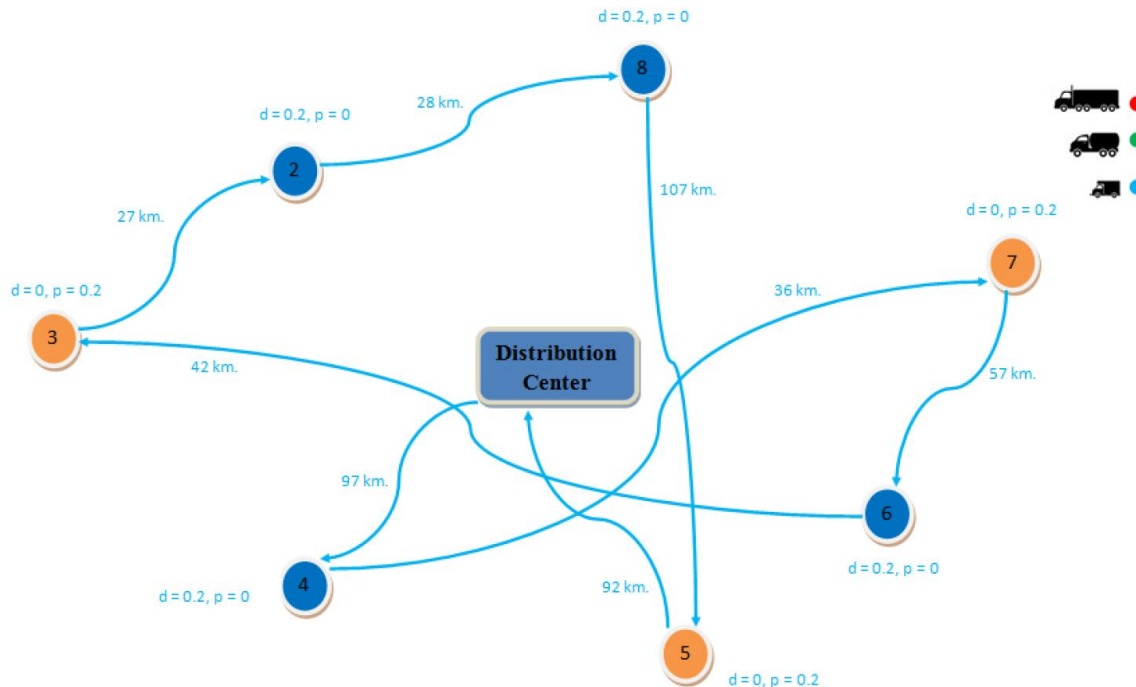 d = 0.2, p = 0
8
28 km.
d = 0.2, p = 0
2
107 km.
d = 0, p = 0.2
27 km.
7
d = 0, p = 0.2
36 km.
3
Distribution
Center
42 km.
57 km.
97 km.
6
d = 0.2, p = 0
4
92 km.
d = 0.2, p = 0
5
d = 0, p = 0.2